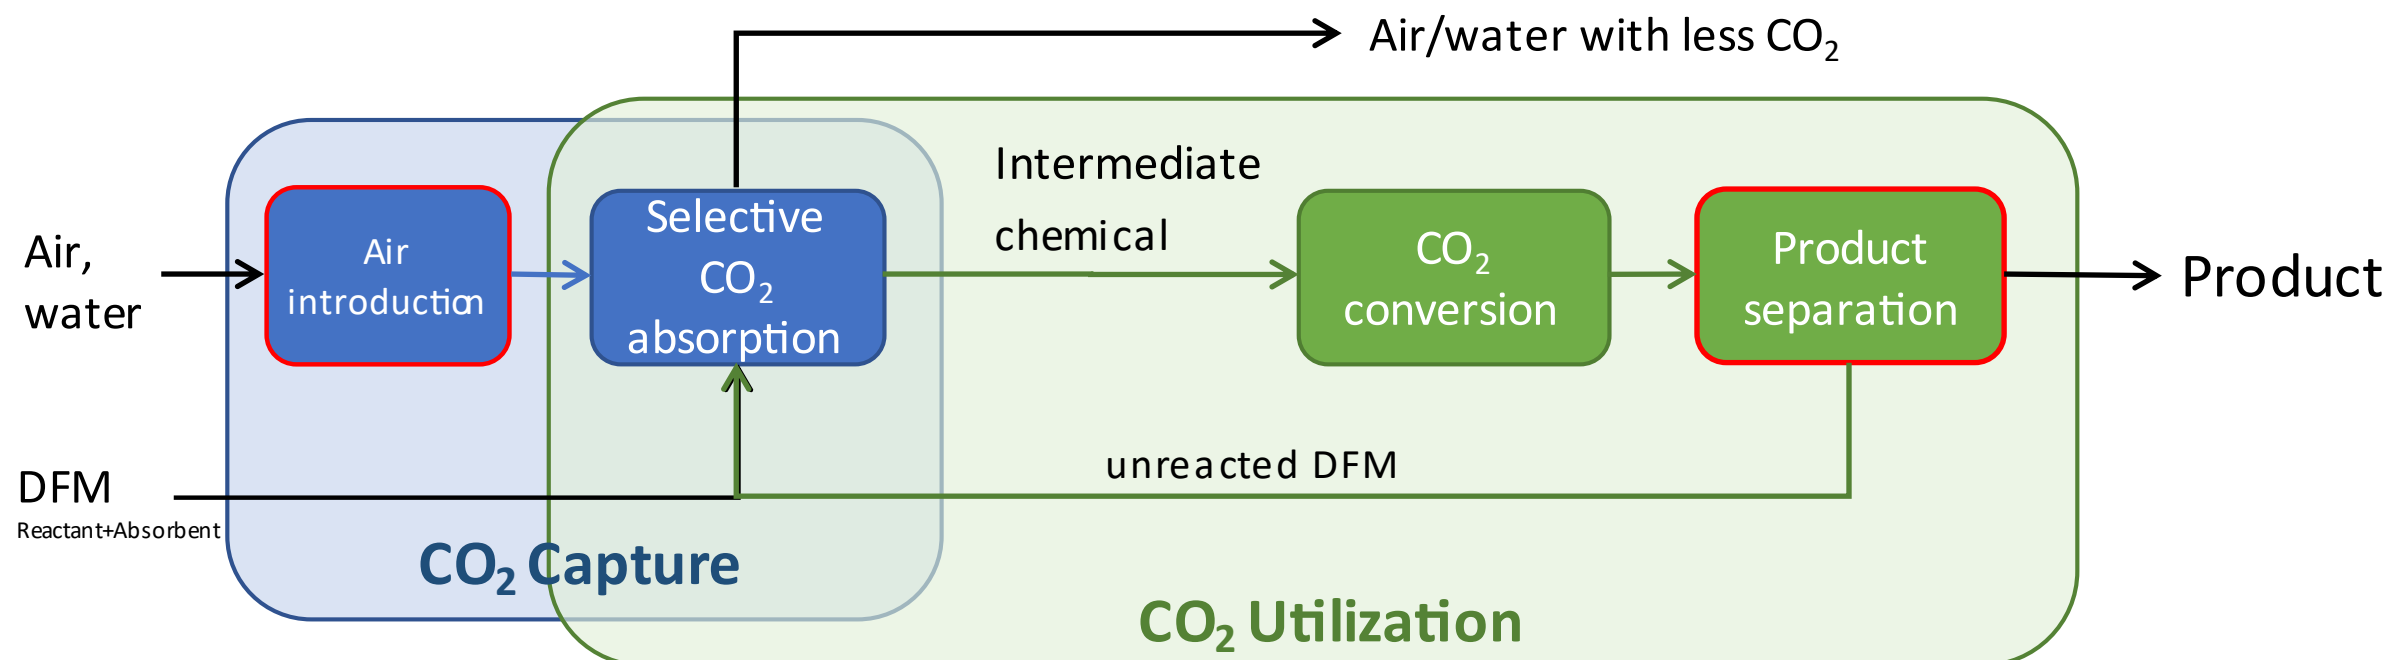 Air/water with less CO₂
Air,
water
Air
introduction
Selective
CO₂
absorption
Intermediate
chemical
CO₂
conversion
Product
separation
Product
unreacted DFM
DFM
Reactant+Absorbent
CO₂ Capture
CO₂ Utilization